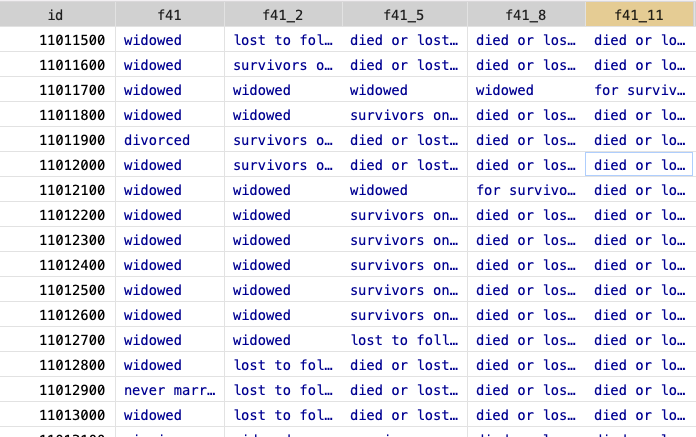 id f41 f41_2 f41_5 f41_8 f41_11
11011500 widowed lost to fol… died or lost… died or los… died or lo…
11011600 widowed survivors o… died or lost… died or los… died or lo…
11011700 widowed widowed widowed widowed for surviv…
11011800 widowed widowed survivors on… died or los… died or lo…
11011900 divorced survivors o… died or lost… died or los… died or lo…
11012000 widowed survivors o… died or lost… died or los… died or lo…
11012100 widowed widowed widowed for survivo… died or lo…
11012200 widowed widowed survivors on… died or los… died or lo…
11012300 widowed widowed survivors on… died or los… died or lo…
11012400 widowed widowed survivors on… died or los… died or lo…
11012500 widowed widowed survivors on… died or los… died or lo…
11012600 widowed widowed survivors on… died or los… died or lo…
11012700 widowed widowed lost to foll… died or los… died or lo…
11012800 widowed lost to fol… died or lost… died or los… died or lo…
11012900 never marr… lost to fol… died or lost… died or los… died or lo…
11013000 widowed lost to fol… died or lost… died or los… died or lo…